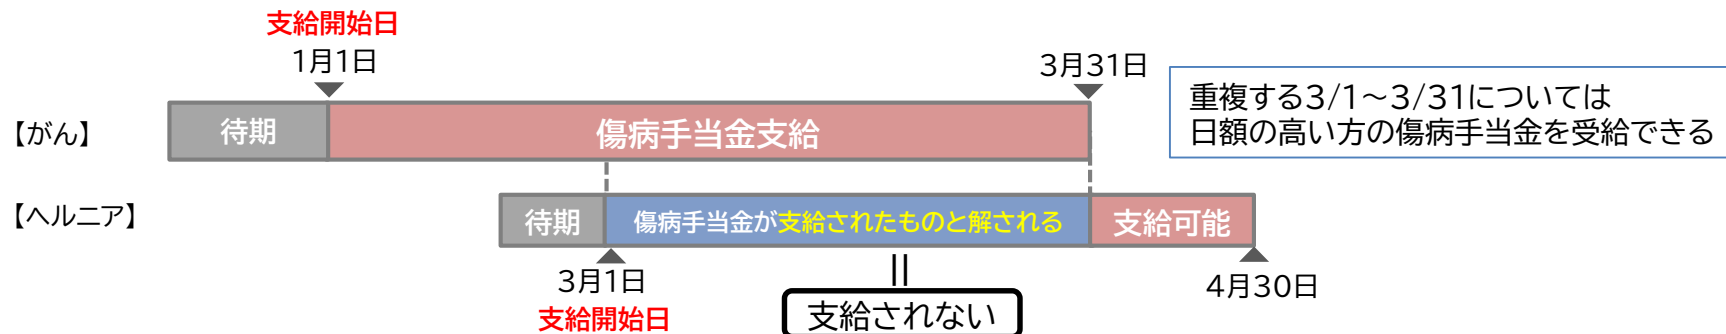 支給開始日
1月1日
3月31日
重複する3/1～3/31については
日額の高い方の傷病手当金を受給できる
【がん】
待期
傷病手当金支給
【ヘルニア】
待期
傷病手当金が支給されたものと解される
支給可能
3月1日
支給開始日
||
支給されない
4月30日